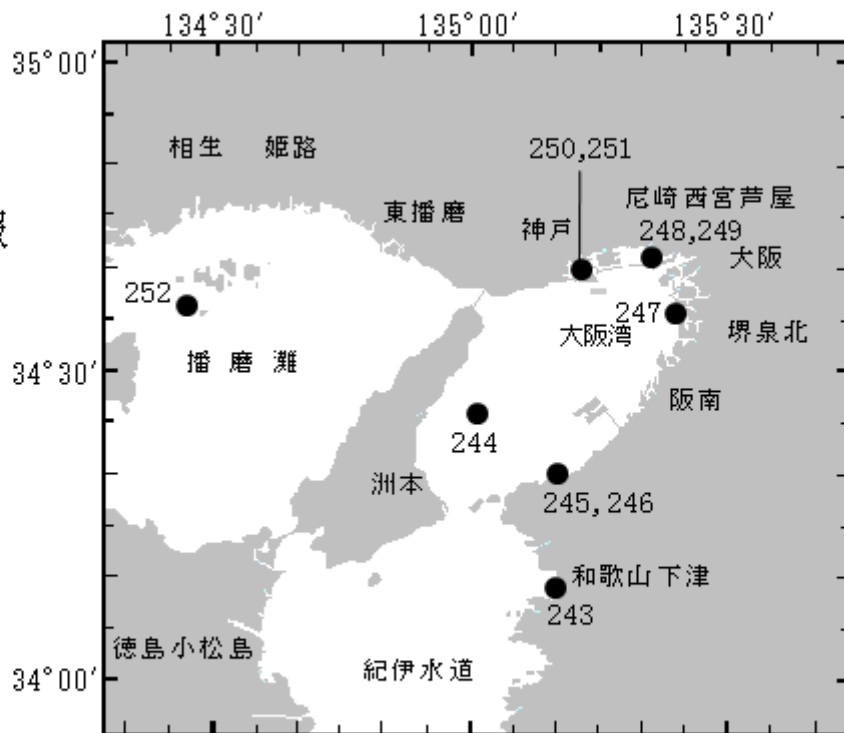 134°30′ 135°00′ 135°30′
35°00′
相生 姫路
250,251
東播磨
尼崎西宮芦屋
神戸
248,249
大阪
252
247
大阪湾
堺泉北
播磨灘
34°30′
阪南
244
洲本
245,246
和歌山下津
243
徳島小松島
紀伊水道
34°00′